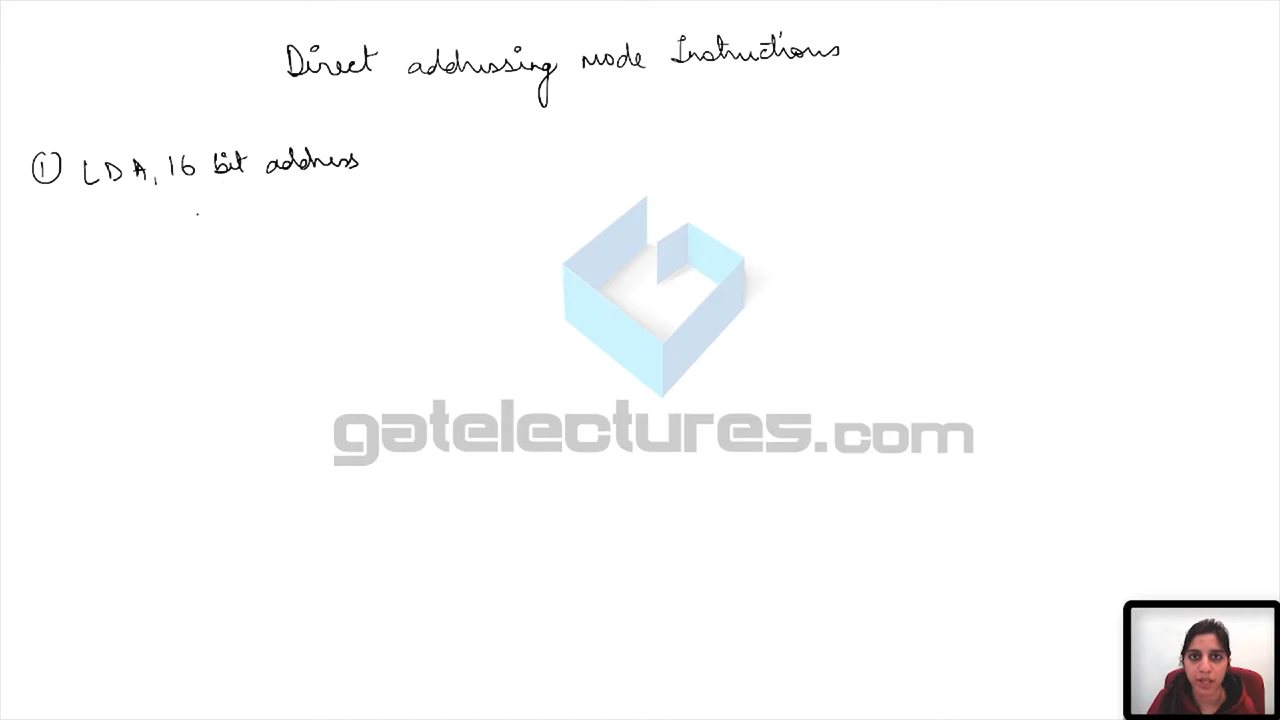 Direct addressing mode Instructions
① LDA, 16 bit address
gatelectures.com